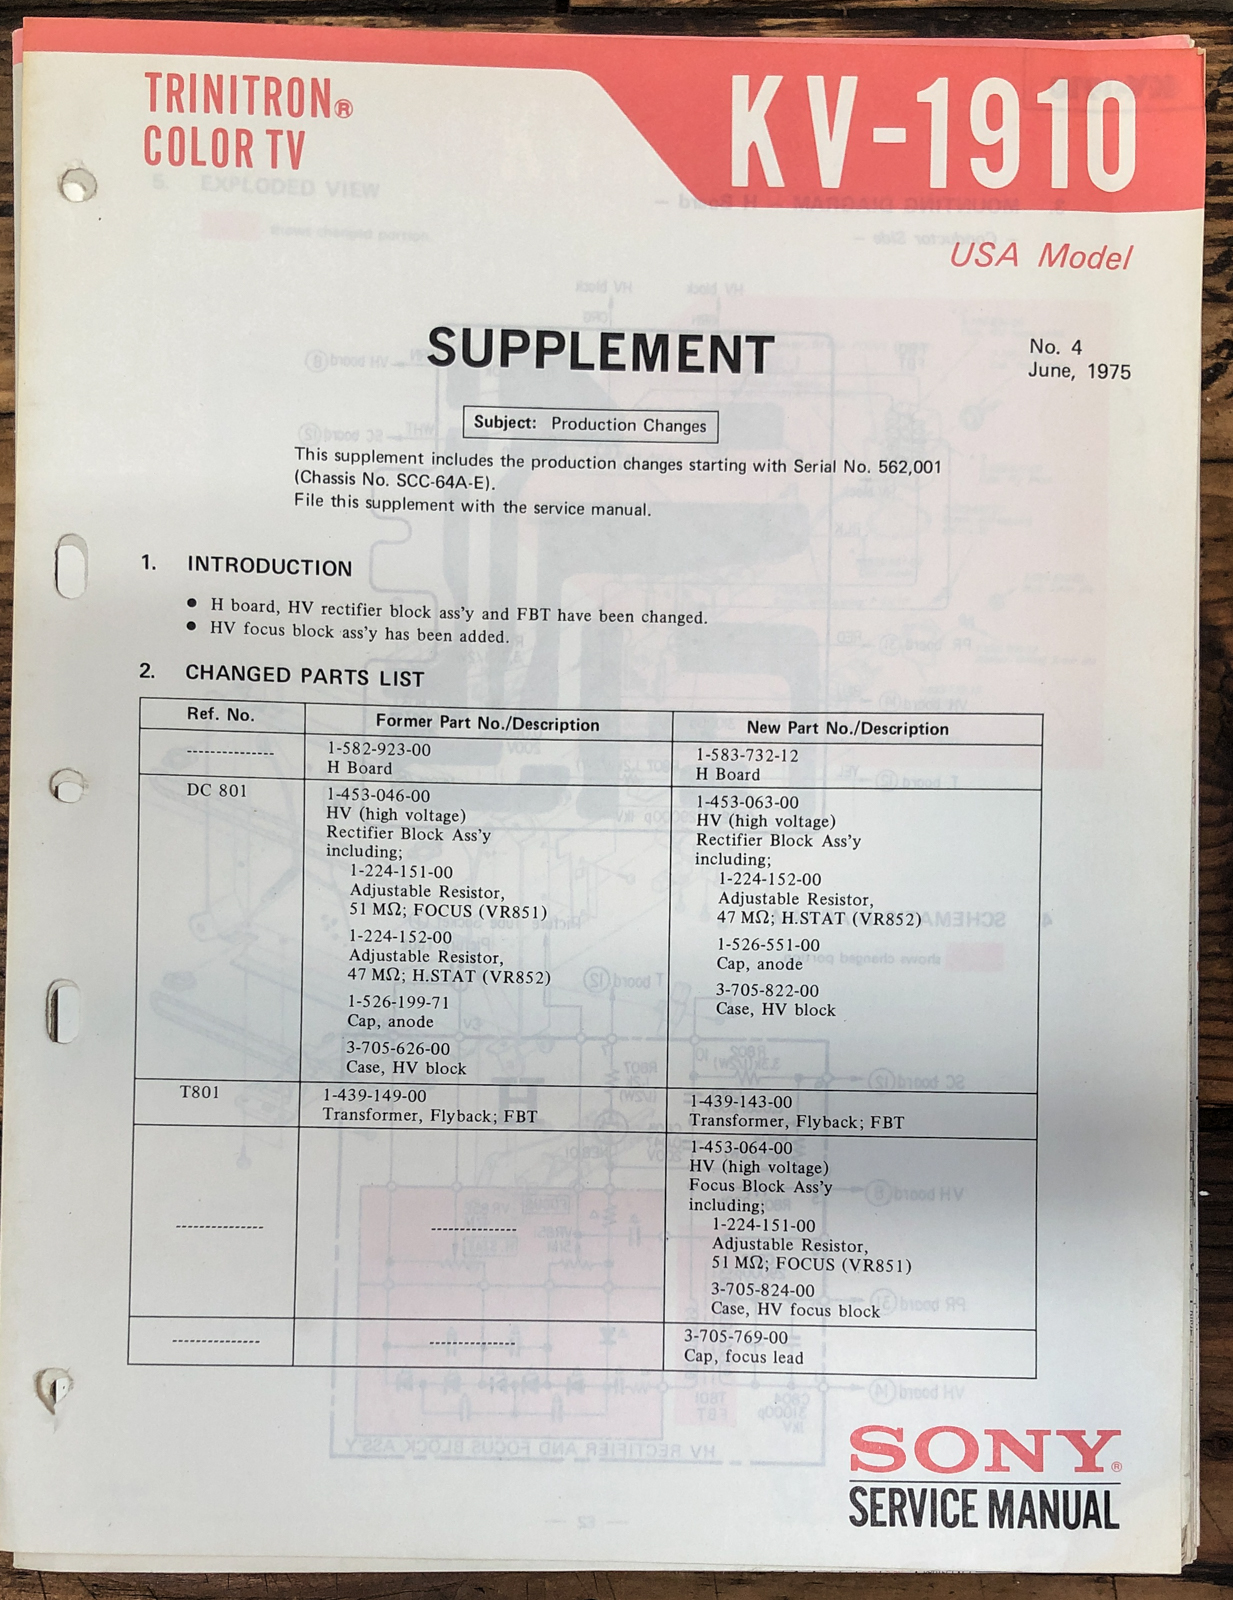 TRINITRON®
COLOR TV
KV-1910
USA Model
SUPPLEMENT
No. 4
June, 1975
Subject: Production Changes
This supplement includes the production changes starting with Serial No. 562,001
(Chassis No. SCC-64A-E).
File this supplement with the service manual.
1. INTRODUCTION
● H board, HV rectifier block ass'y and FBT have been changed.
● HV focus block ass'y has been added.
2. CHANGED PARTS LIST
Ref. No.
Former Part No./Description
New Part No./Description
---------------
1-582-923-00
H Board
1-583-732-12
H Board
DC 801
1-453-046-00
HV (high voltage)
Rectifier Block Ass'y
including;
1-224-151-00
Adjustable Resistor,
51 MΩ; FOCUS (VR851)
1-224-152-00
Adjustable Resistor,
47 MΩ; H.STAT (VR852)
1-526-199-71
Cap, anode
3-705-626-00
Case, HV block
1-453-063-00
HV (high voltage)
Rectifier Block Ass'y
including;
1-224-152-00
Adjustable Resistor,
47 MΩ; H.STAT (VR852)
1-526-551-00
Cap, anode
3-705-822-00
Case, HV block
T801
1-439-149-00
Transformer, Flyback; FBT
1-439-143-00
Transformer, Flyback; FBT
---------------
---------------
1-453-064-00
HV (high voltage)
Focus Block Ass'y
including;
1-224-151-00
Adjustable Resistor,
51 MΩ; FOCUS (VR851)
3-705-824-00
Case, HV focus block
---------------
---------------
3-705-769-00
Cap, focus lead
SONY®
SERVICE MANUAL